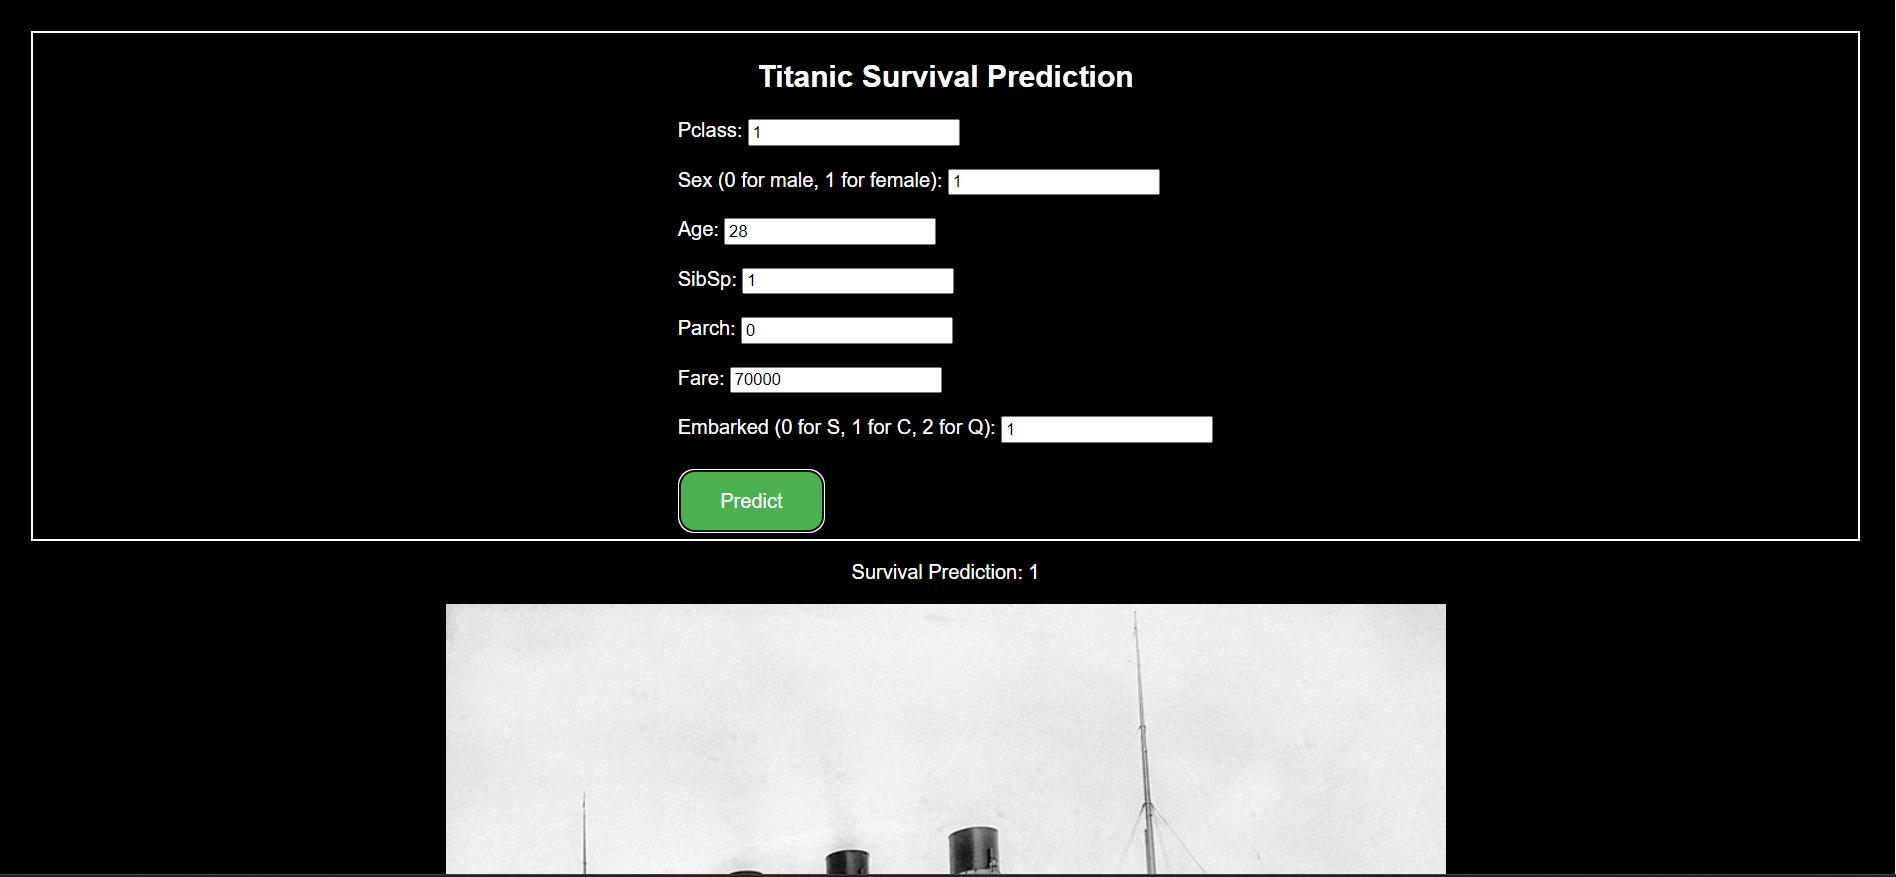 Titanic Survival Prediction
Pclass: 1
Sex (0 for male, 1 for female): 1
Age: 28
SibSp: 1
Parch: 0
Fare: 70000
Embarked (0 for S, 1 for C, 2 for Q): 1
Predict
Survival Prediction: 1